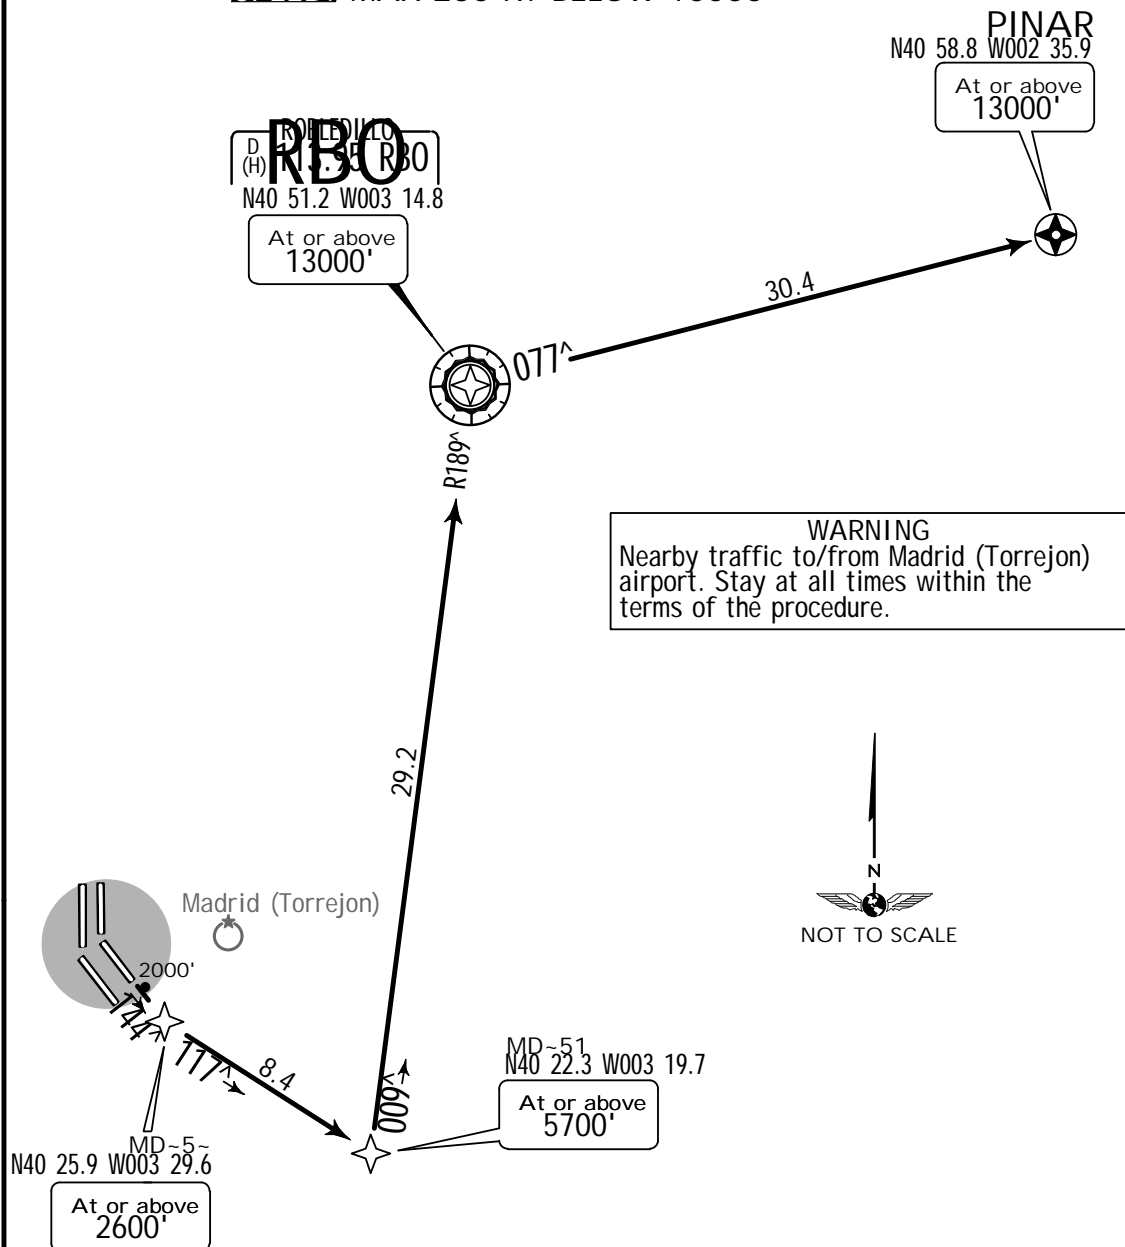 PINAR
N40 58.8 W002 35.9
At or above
13000'
ROBLEDILLO
RBO
D
(H)
113.95 RBO
N40 51.2 W003 14.8
At or above
13000'
30.4
077^
R189^
WARNING
Nearby traffic to/from Madrid (Torrejon)
airport. Stay at all times within the
terms of the procedure.
29.2
N
NOT TO SCALE
Madrid (Torrejon)
2000'
144^
117^
8.4
009^
MD~51
N40 22.3 W003 19.7
At or above
5700'
MD~5~
N40 25.9 W003 29.6
At or above
2600'